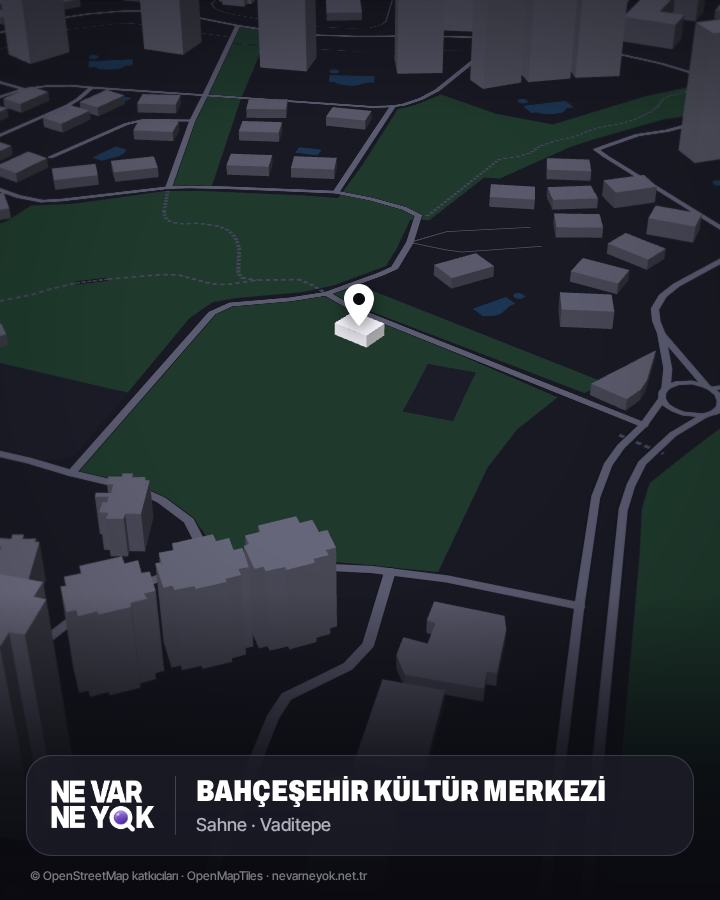 NE VAR
NE YOK
BAHÇEŞEHİR KÜLTÜR MERKEZİ
Sahne · Vaditepe
© OpenStreetMap katkıcıları · OpenMapTiles · nevarneyok.net.tr